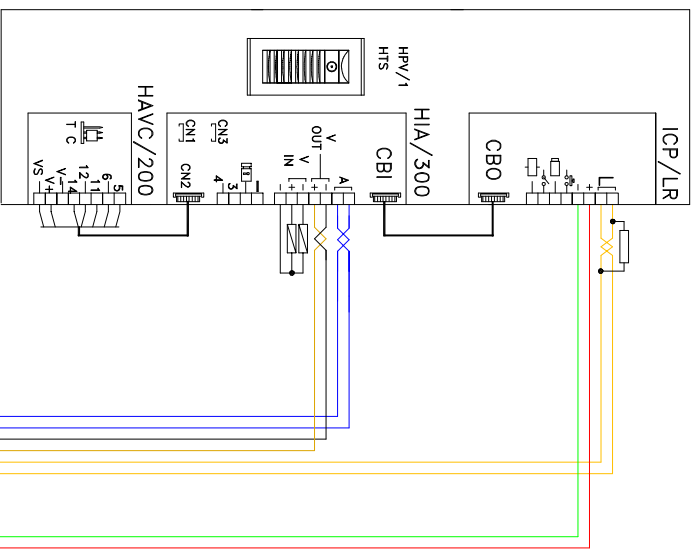 HPV/1
HTS
HAVC/200
T C
VS
V+
V-
14
12
11
6
5
HIA/300
CN1
CN3
CN2
4
3
1
V
OUT
V
IN
- + - + -
A
CBI
ICP/LR
CBO
- +
L